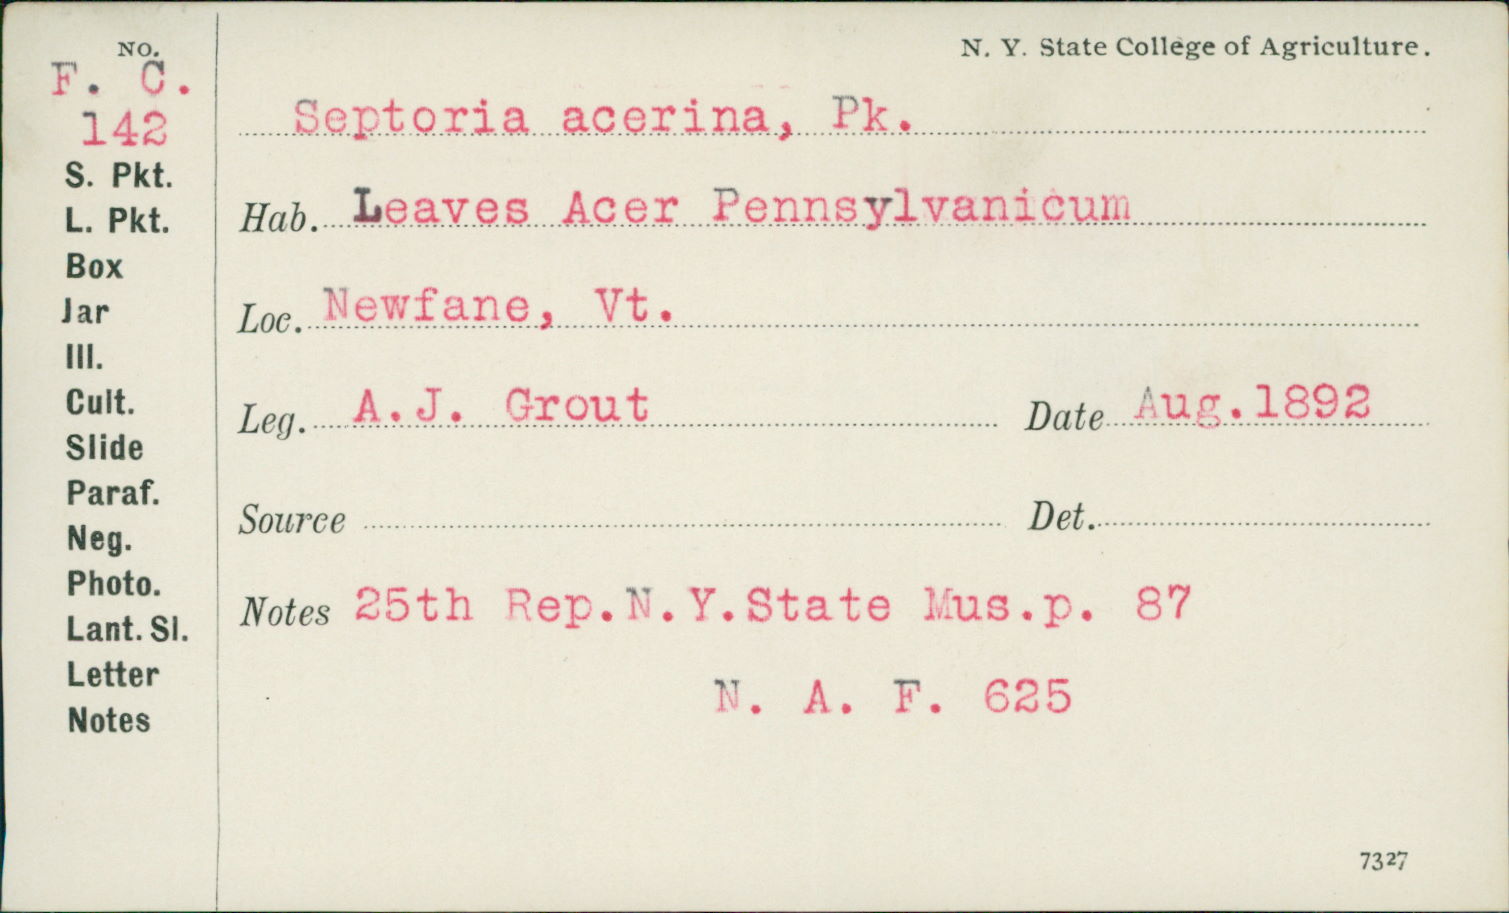 NO.
F. C.
142
S. Pkt.
L. Pkt.
Box
Jar
Ill.
Cult.
Slide
Paraf.
Neg.
Photo.
Lant. Sl.
Letter
Notes
N. Y. State College of Agriculture.
Septoria acerina, Pk.
Hab. Leaves Acer Pennsylvanicum
Loc. Newfane, Vt.
Leg. A.J. Grout Date Aug.1892
Source Det.
Notes 25th Rep.N.Y.State Mus.p. 87
N. A. F. 625
7327